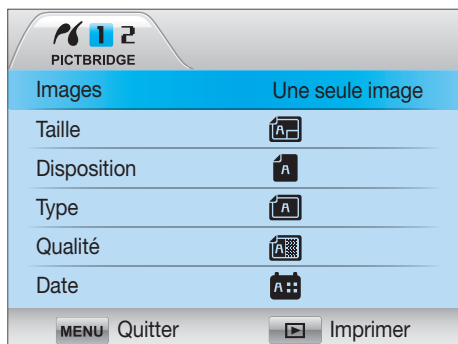 1 2
PICTBRIDGE
Images Une seule image
Taille A
Disposition A
Type A
Qualité A
Date A
MENU Quitter Imprimer